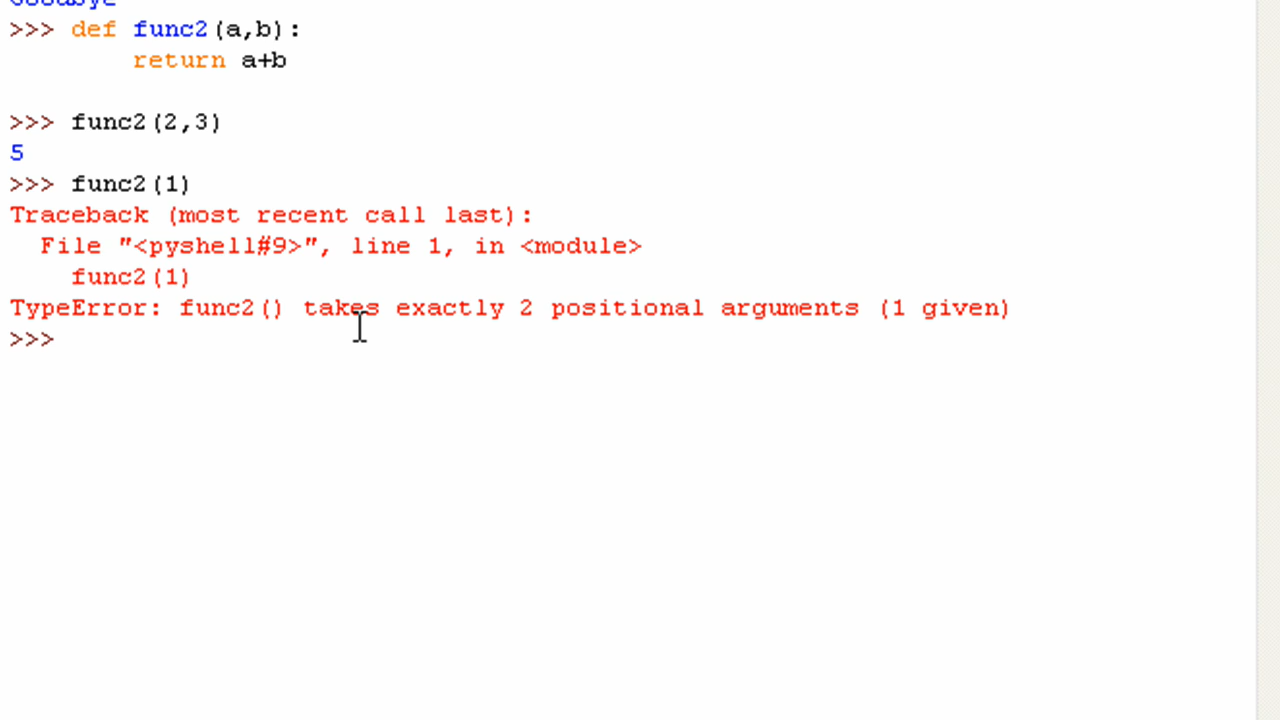 Goodbye
>>> def func2(a,b):
        return a+b
>>> func2(2,3)
5
>>> func2(1)
Traceback (most recent call last):
  File "<pyshell#9>", line 1, in <module>
    func2(1)
TypeError: func2() takes exactly 2 positional arguments (1 given)
>>>